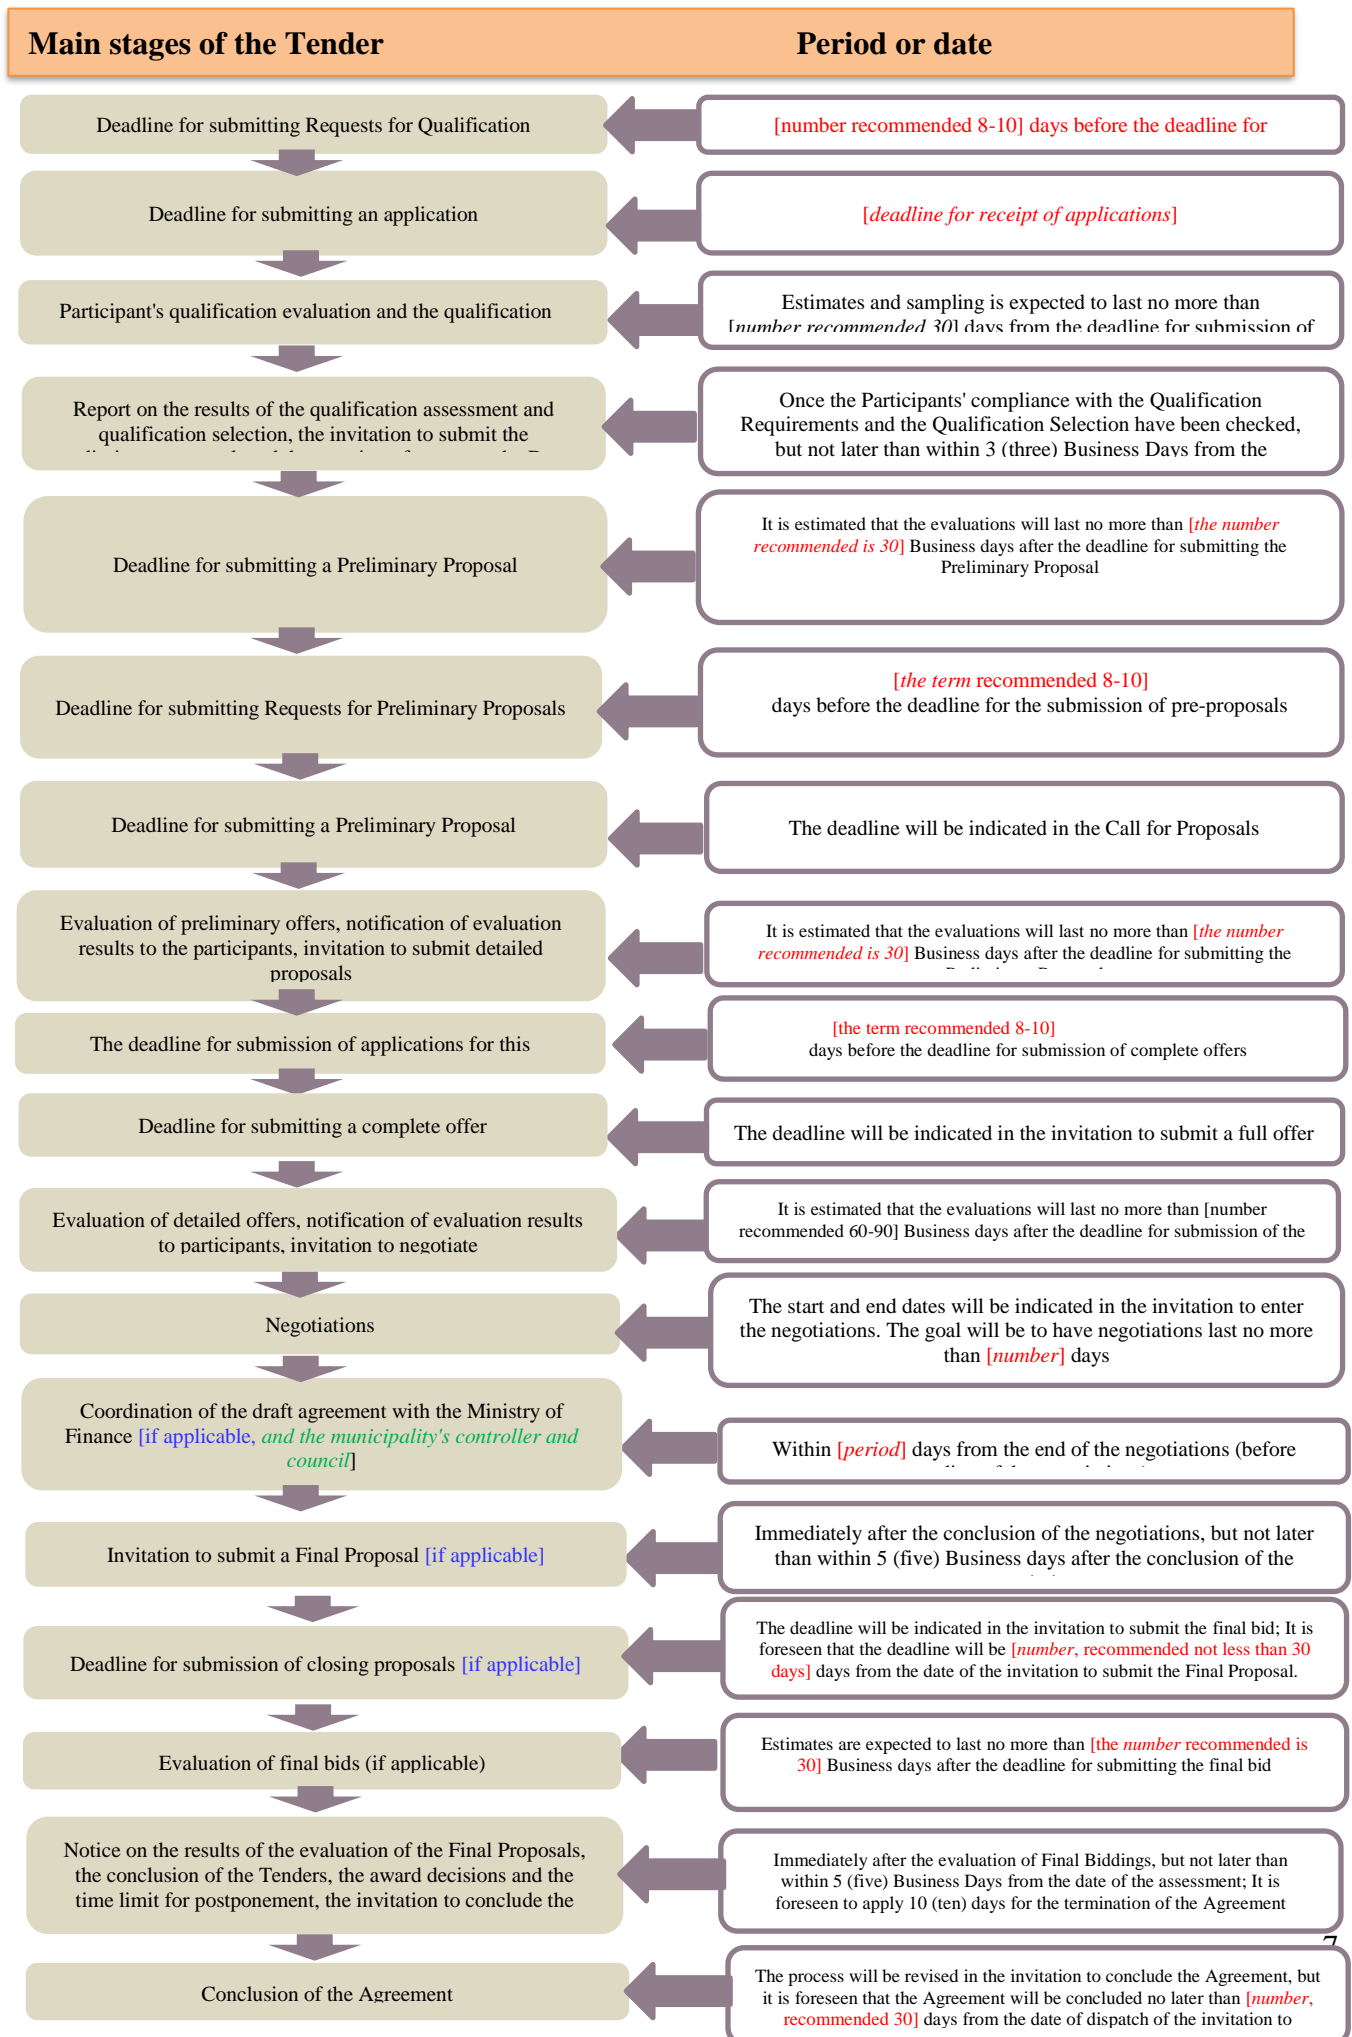 Main stages of the Tender Period or date
Deadline for submitting Requests for Qualification
[number recommended 8-10] days before the deadline for
Deadline for submitting an application
[deadline for receipt of applications]
Participant's qualification evaluation and the qualification
Estimates and sampling is expected to last no more than
[number recommended 30] days from the deadline for submission of
Report on the results of the qualification assessment and
qualification selection, the invitation to submit the
Once the Participants' compliance with the Qualification
Requirements and the Qualification Selection have been checked,
but not later than within 3 (three) Business Days from the
Deadline for submitting a Preliminary Proposal
It is estimated that the evaluations will last no more than [the number
recommended is 30] Business days after the deadline for submitting the
Preliminary Proposal
Deadline for submitting Requests for Preliminary Proposals
[the term recommended 8-10]
days before the deadline for the submission of pre-proposals
Deadline for submitting a Preliminary Proposal
The deadline will be indicated in the Call for Proposals
Evaluation of preliminary offers, notification of evaluation
results to the participants, invitation to submit detailed
proposals
It is estimated that the evaluations will last no more than [the number
recommended is 30] Business days after the deadline for submitting the
The deadline for submission of applications for this
[the term recommended 8-10]
days before the deadline for submission of complete offers
Deadline for submitting a complete offer
The deadline will be indicated in the invitation to submit a full offer
Evaluation of detailed offers, notification of evaluation results
to participants, invitation to negotiate
It is estimated that the evaluations will last no more than [number
recommended 60-90] Business days after the deadline for submission of the
Negotiations
The start and end dates will be indicated in the invitation to enter
the negotiations. The goal will be to have negotiations last no more
than [number] days
Coordination of the draft agreement with the Ministry of
Finance [if applicable, and the municipality's controller and
council]
Within [period] days from the end of the negotiations (before
Invitation to submit a Final Proposal [if applicable]
Immediately after the conclusion of the negotiations, but not later
than within 5 (five) Business days after the conclusion of the
Deadline for submission of closing proposals [if applicable]
The deadline will be indicated in the invitation to submit the final bid; It is
foreseen that the deadline will be [number, recommended not less than 30
days] days from the date of the invitation to submit the Final Proposal.
Evaluation of final bids (if applicable)
Estimates are expected to last no more than [the number recommended is
30] Business days after the deadline for submitting the final bid
Notice on the results of the evaluation of the Final Proposals,
the conclusion of the Tenders, the award decisions and the
time limit for postponement, the invitation to conclude the
Immediately after the evaluation of Final Biddings, but not later than
within 5 (five) Business Days from the date of the assessment; It is
foreseen to apply 10 (ten) days for the termination of the Agreement
7
Conclusion of the Agreement
The process will be revised in the invitation to conclude the Agreement, but
it is foreseen that the Agreement will be concluded no later than [number,
recommended 30] days from the date of dispatch of the invitation to